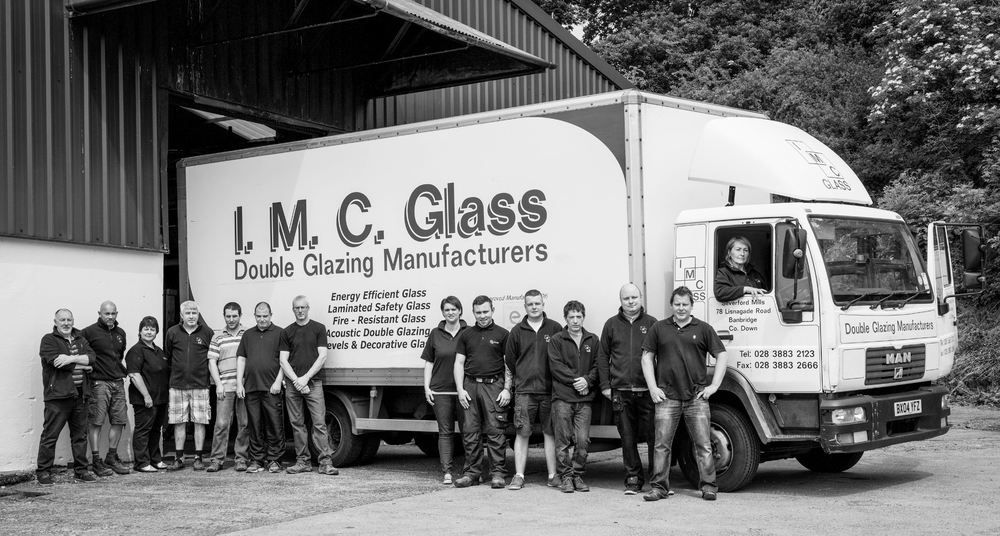 I. M. C. Glass
Double Glazing Manufacturers
Energy Efficient Glass
Laminated Safety Glass
Fire - Resistant Glass
Acoustic Double Glazing
evels & Decorative Gla
proved Manufa Of:
Pilkington
e
I
M
C
GLASS
I
M
C
SS
Silverford Mills
78 Lisnagade Road
Banbridge
Co. Down
Tel: 028 3883 2123
Fax: 028 3883 2666
Double Glazing Manufacturers
MAN
BX04 YFZ